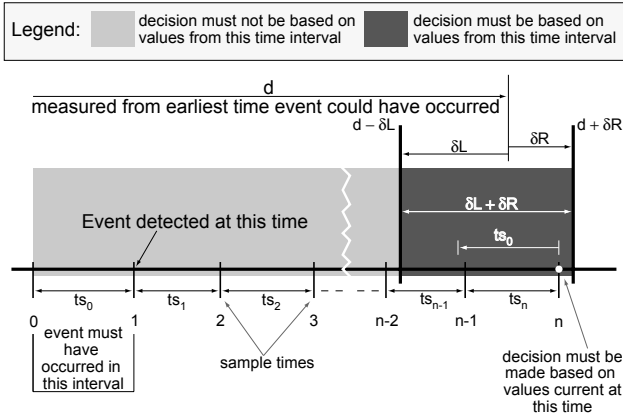 Legend:
decision must not be based on
values from this time interval
decision must be based on
values from this time interval
d
measured from earliest time event could have occurred
d – δL
d + δR
δL
δR
δL + δR
Event detected at this time
ts₀
ts₀
ts₁
ts₂
tsₙ₋₁
tsₙ
0
1
2
3
n-2
n-1
n
event must
have
occurred in
this interval
sample times
decision must be
made based on
values current at
this time